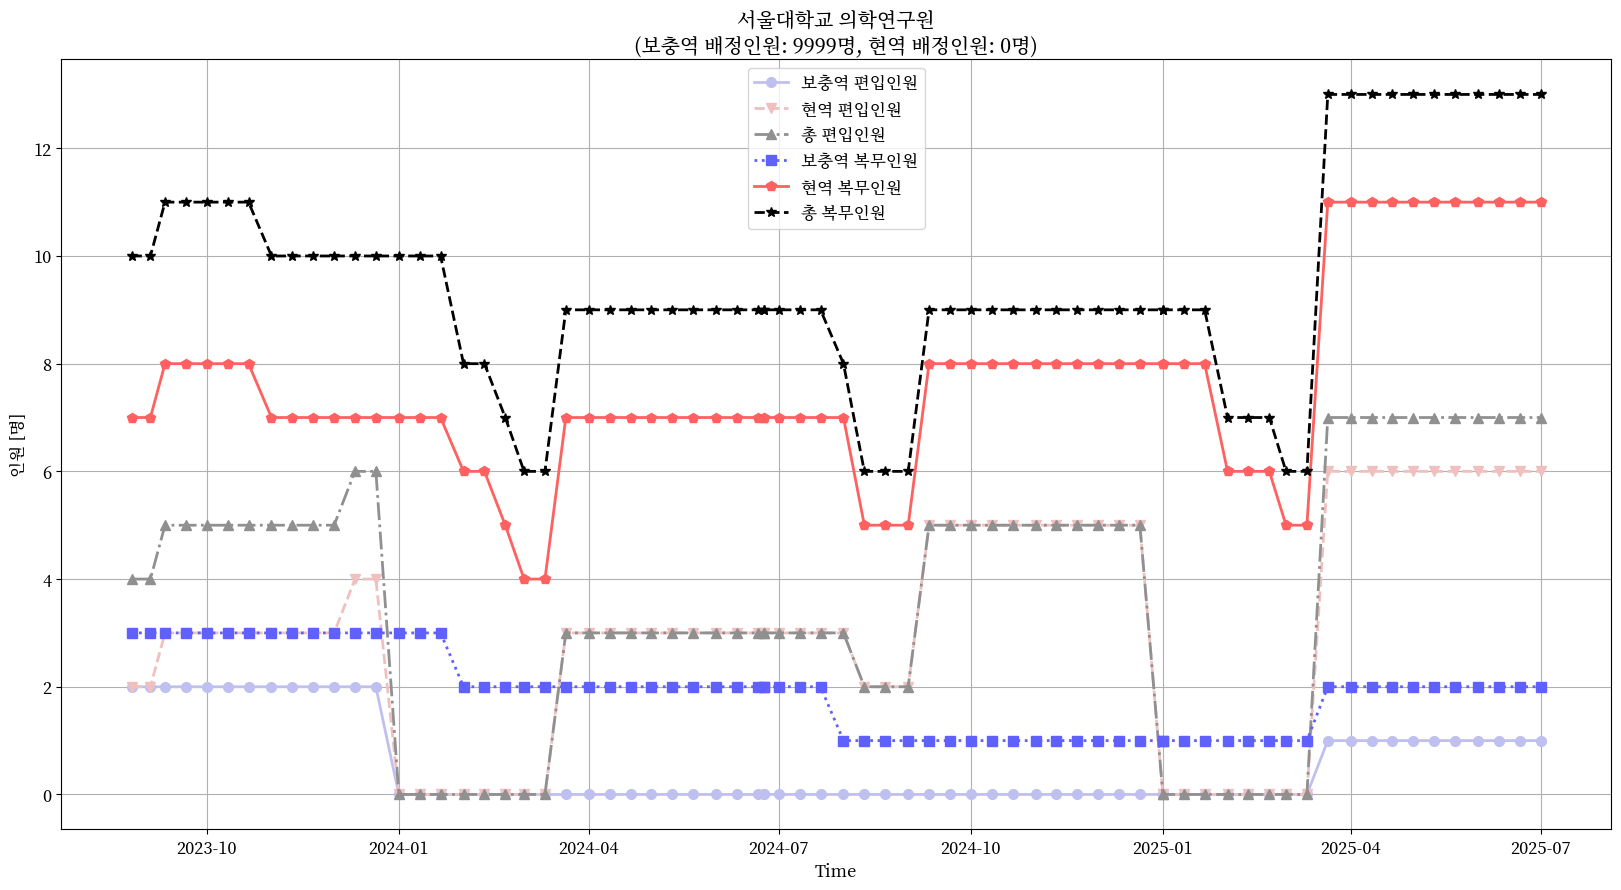 서울대학교 의학연구원
(보충역 배정인원: 9999명, 현역 배정인원: 0명)
보충역 편입인원
현역 편입인원
총 편입인원
보충역 복무인원
현역 복무인원
총 복무인원
인원 [명]
12
10
8
6
4
2
0
2023-10
2024-01
2024-04
2024-07
2024-10
2025-01
2025-04
2025-07
Time